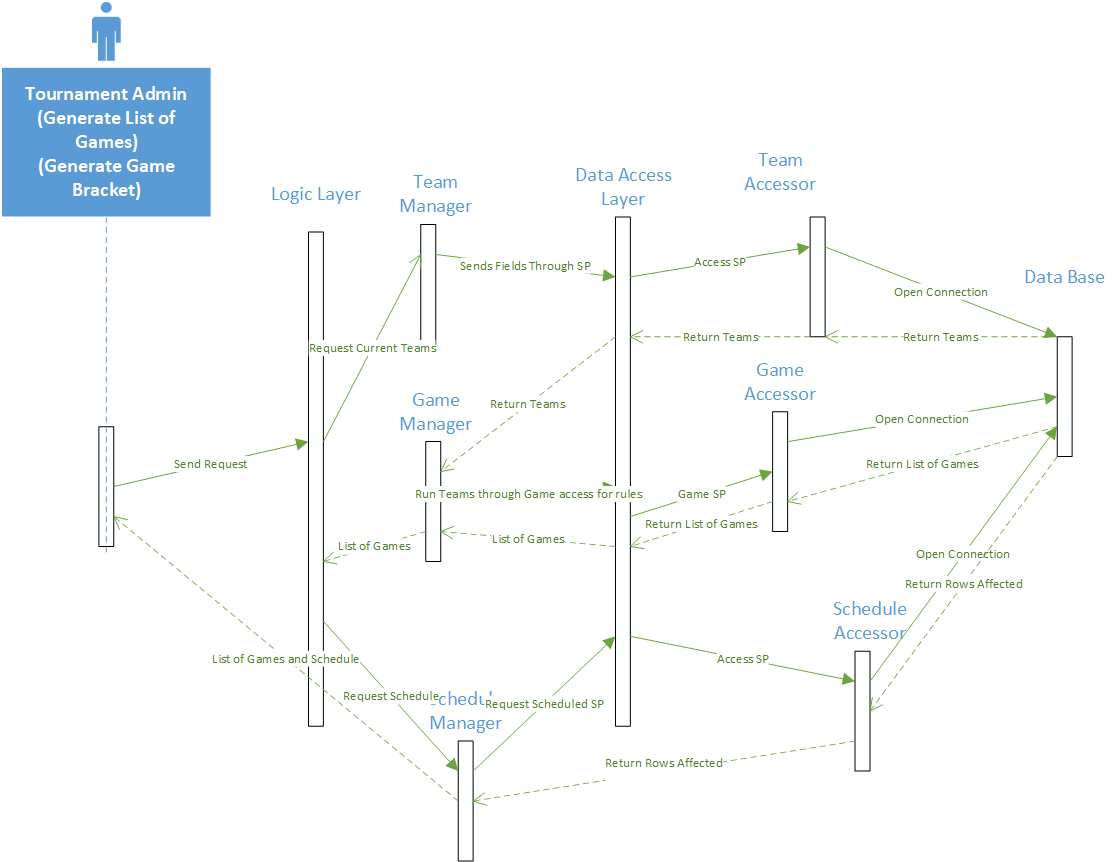 Tournament Admin
(Generate List of
Games)
(Generate Game
Bracket)
Logic Layer
Team
Manager
Data Access
Layer
Team
Accessor
Data Base
Sends Fields Through SP
Access SP
Open Connection
Request Current Teams
Return Teams
Return Teams
Game
Manager
Return Teams
Game
Accessor
Open Connection
Send Request
Return List of Games
Run Teams through Game access for rules
Game SP
Return List of Games
List of Games
List of Games
Open Connection
Return Rows Affected
Schedule
Accessor
List of Games and Schedule
Access SP
Request Schedule
Request Scheduled SP
Manager
Return Rows Affected